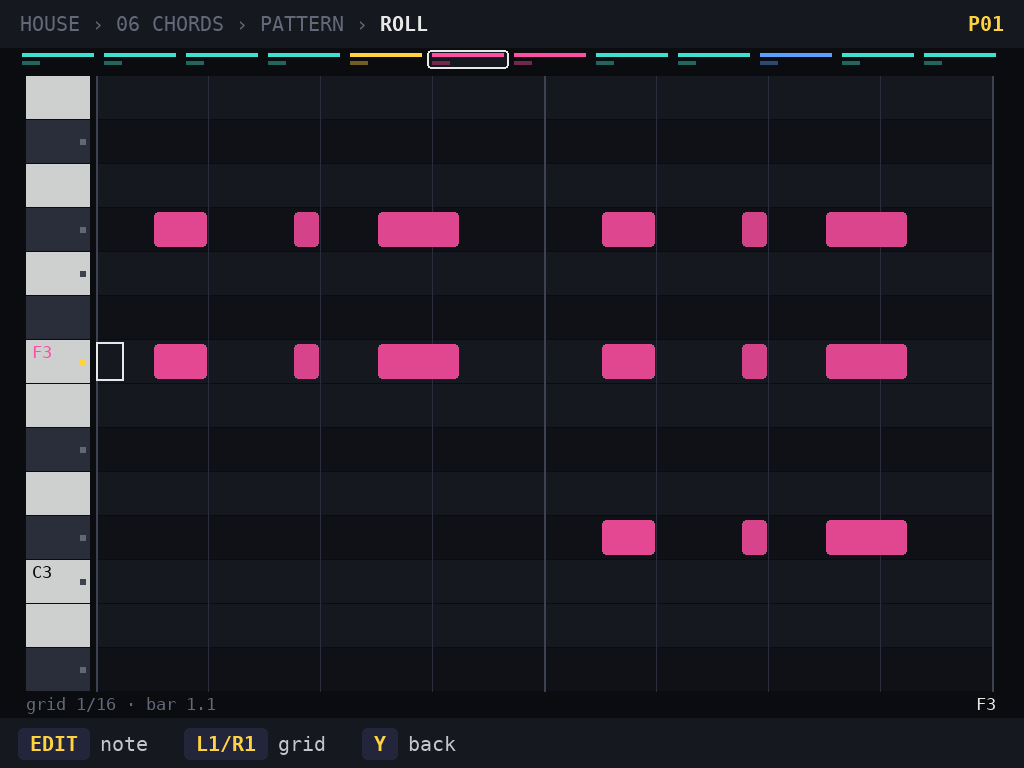 HOUSE › 06 CHORDS › PATTERN › ROLL P01
F3
C3
grid 1/16 · bar 1.1 F3
EDIT note L1/R1 grid Y back